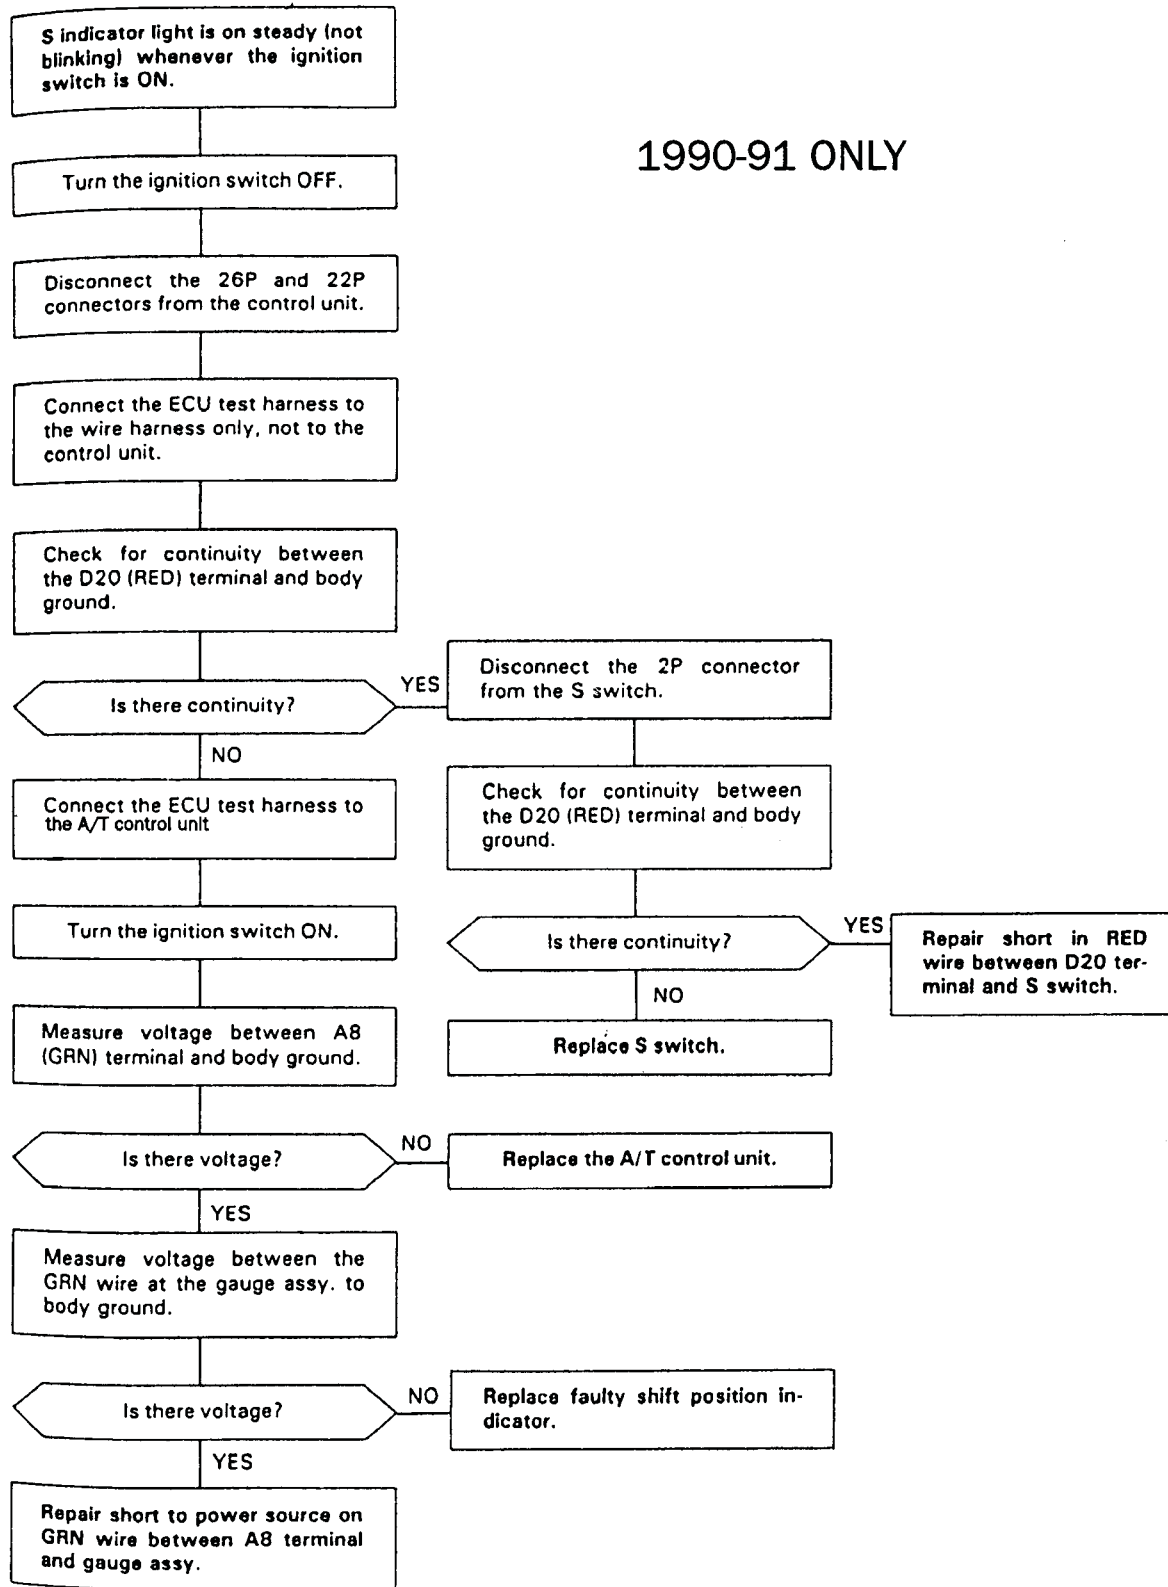 S indicator light is on steady (not
blinking) whenever the ignition
switch is ON.
1990-91 ONLY
Turn the ignition switch OFF.
Disconnect the 26P and 22P
connectors from the control unit.
Connect the ECU test harness to
the wire harness only, not to the
control unit.
Check for continuity between
the D20 (RED) terminal and body
ground.
Is there continuity?
YES
Disconnect the 2P connector
from the S switch.
NO
Connect the ECU test harness to
the A/T control unit
Check for continuity between
the D20 (RED) terminal and body
ground.
Turn the ignition switch ON.
Is there continuity?
YES
Repair short in RED
wire between D20 ter-
minal and S switch.
NO
Replace S switch.
Measure voltage between A8
(GRN) terminal and body ground.
Is there voltage?
NO
Replace the A/T control unit.
YES
Measure voltage between the
GRN wire at the gauge assy. to
body ground.
Is there voltage?
NO
Replace faulty shift position in-
dicator.
YES
Repair short to power source on
GRN wire between A8 terminal
and gauge assy.